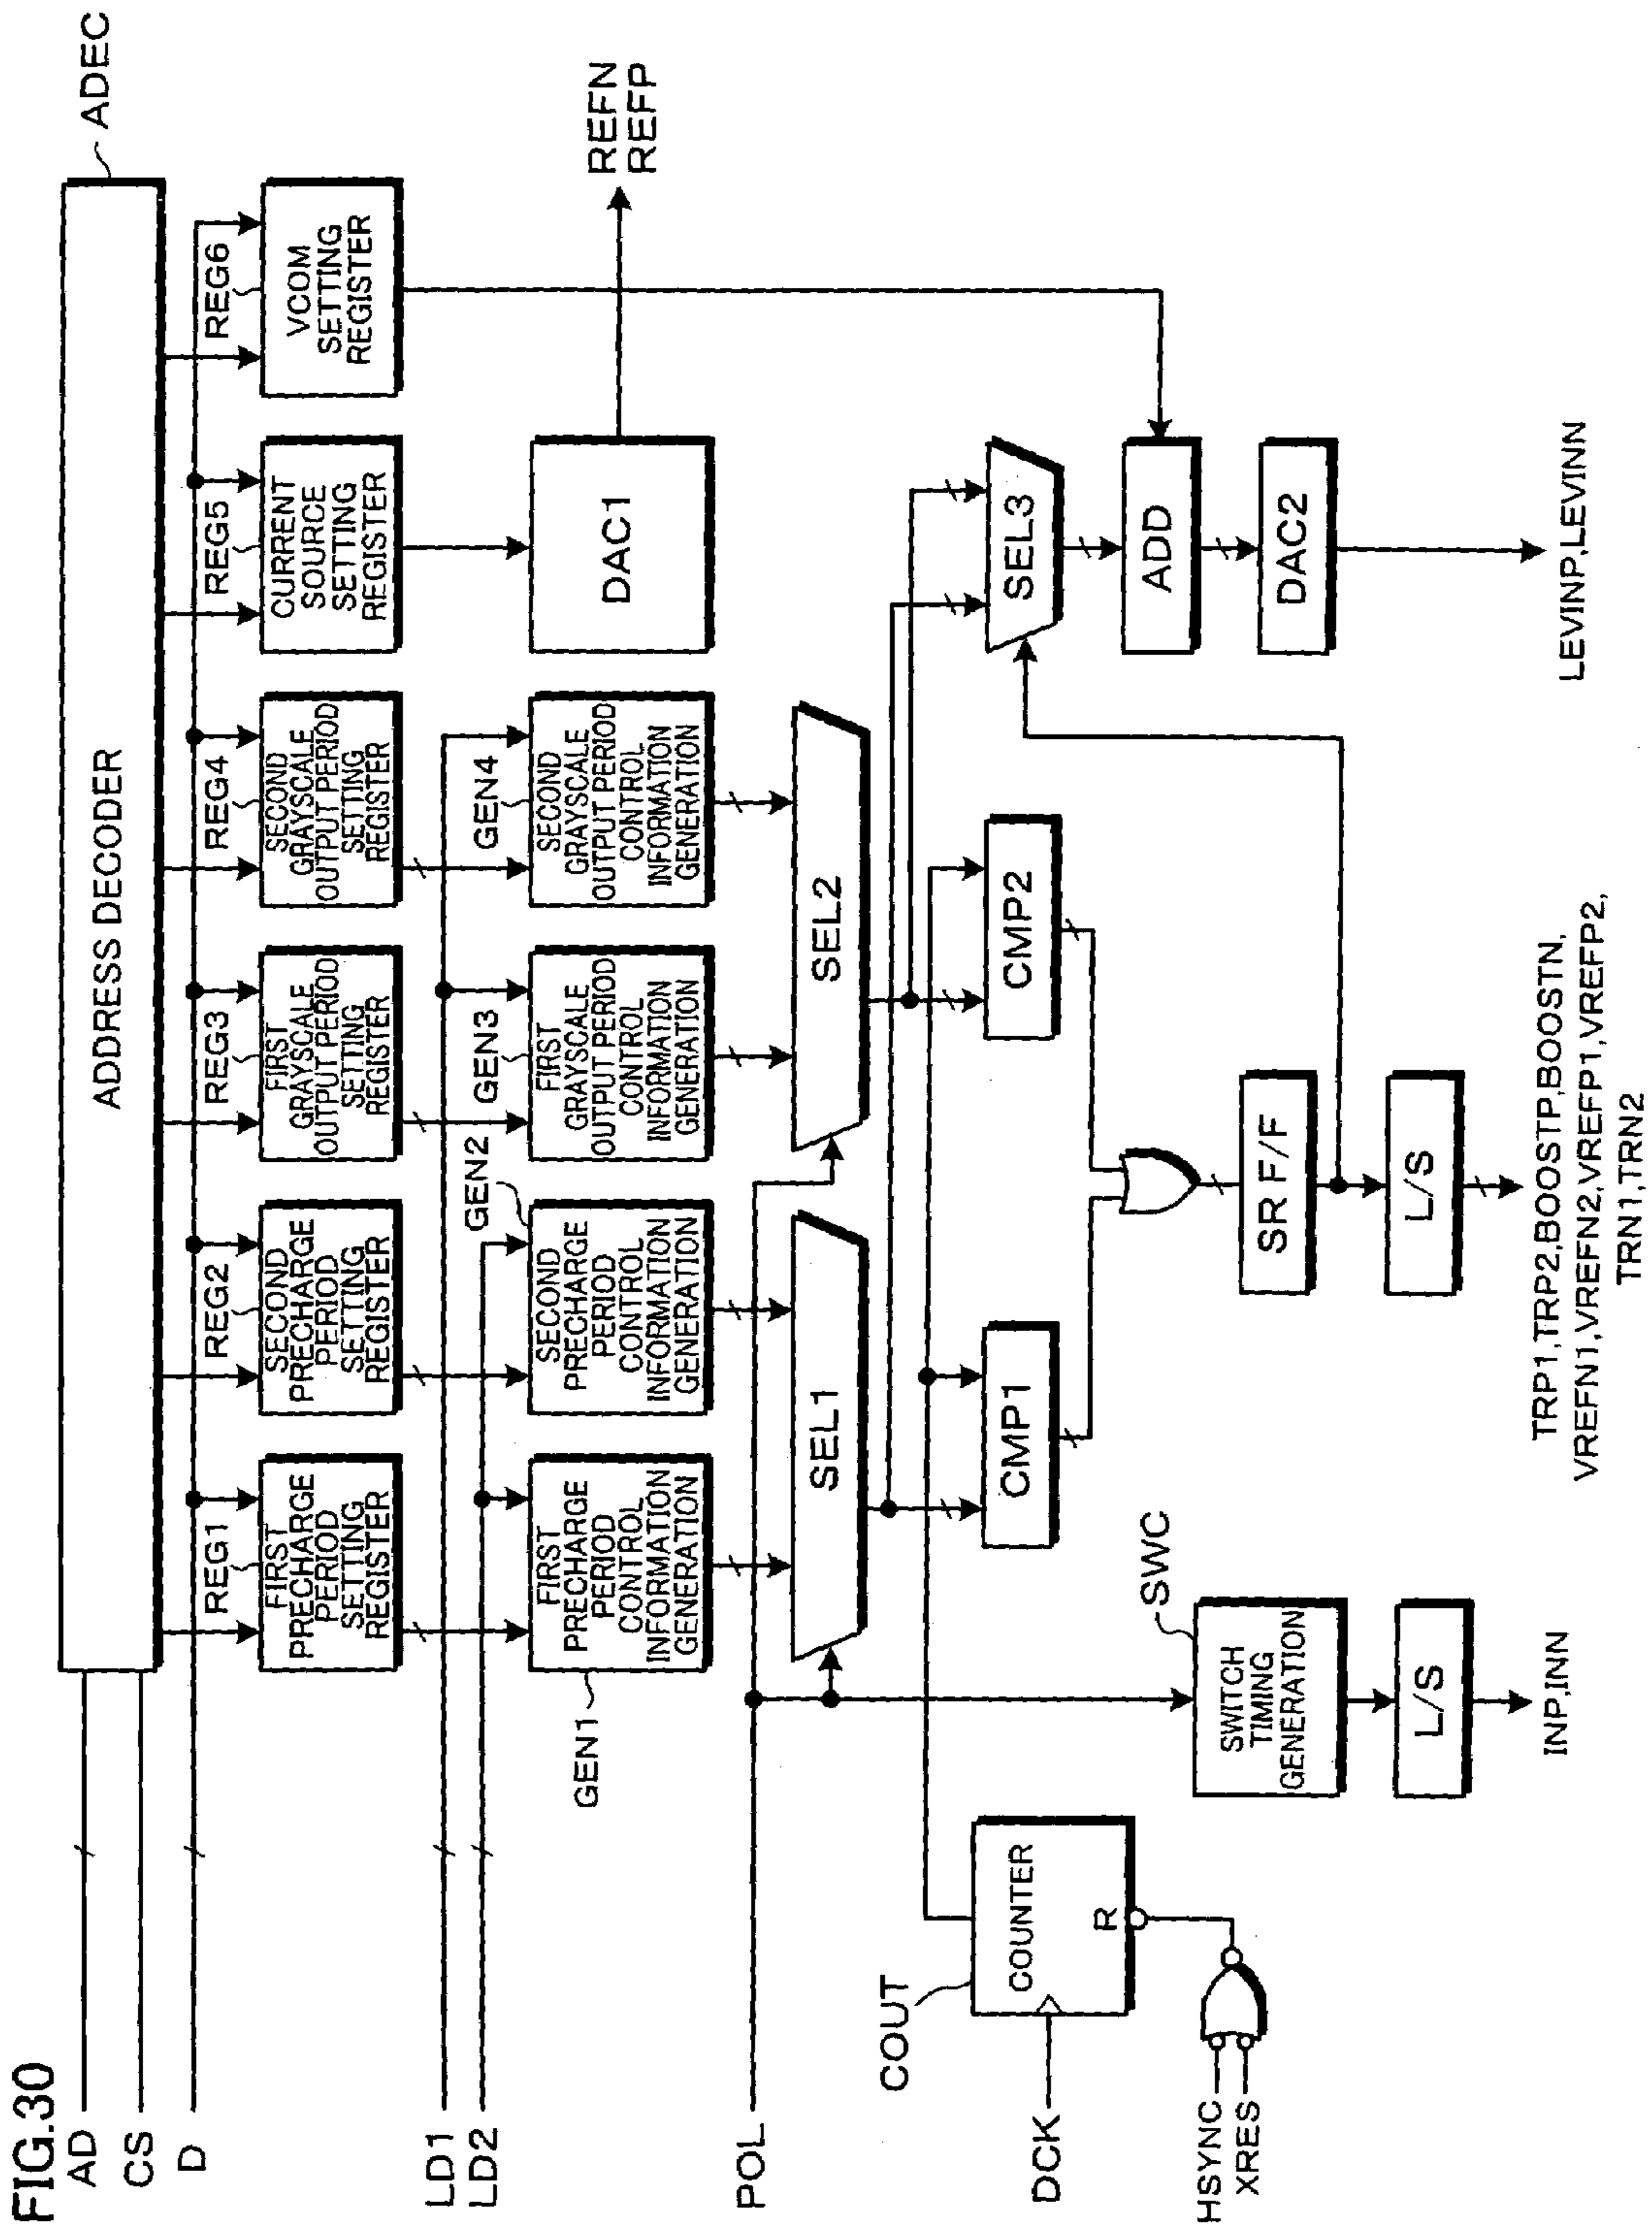 FIG.30
AD
CS
D
LD1
LD2
POL
DCK
HSYNC
XRES
ADDRESS DECODER
ADEC
REG1
FIRST
PRECHARGE
PERIOD
SETTING
REGISTER
REG2
SECOND
PRECHARGE
PERIOD
SETTING
REGISTER
REG3
FIRST
GRAYSCALE
OUTPUT PERIOD
SETTING
REGISTER
REG4
SECOND
GRAYSCALE
OUTPUT PERIOD
SETTING
REGISTER
REG5
CURRENT
SOURCE
SETTING
REGISTER
REG6
VCOM
SETTING
REGISTER
GEN1
FIRST
PRECHARGE
PERIOD
CONTROL
INFORMATION
GENERATION
GEN2
SECOND
PRECHARGE
PERIOD
CONTROL
INFORMATION
GENERATION
GEN3
FIRST
GRAYSCALE
OUTPUT PERIOD
CONTROL
INFORMATION
GENERATION
GEN4
SECOND
GRAYSCALE
OUTPUT PERIOD
CONTROL
INFORMATION
GENERATION
DAC1
REFN
REFP
SEL1
SEL2
COUT
COUNTER
R
CMP1
CMP2
SEL3
ADD
DAC2
SWC
SWITCH
TIMING
GENERATION
SR F/F
L/S
L/S
INP,INN
TRP1,TRP2,BOOSTP,BOOSTN,
VREFN1,VREFN2,VREFP1,VREFP2,
TRN1,TRN2
LEVINP,LEVINN